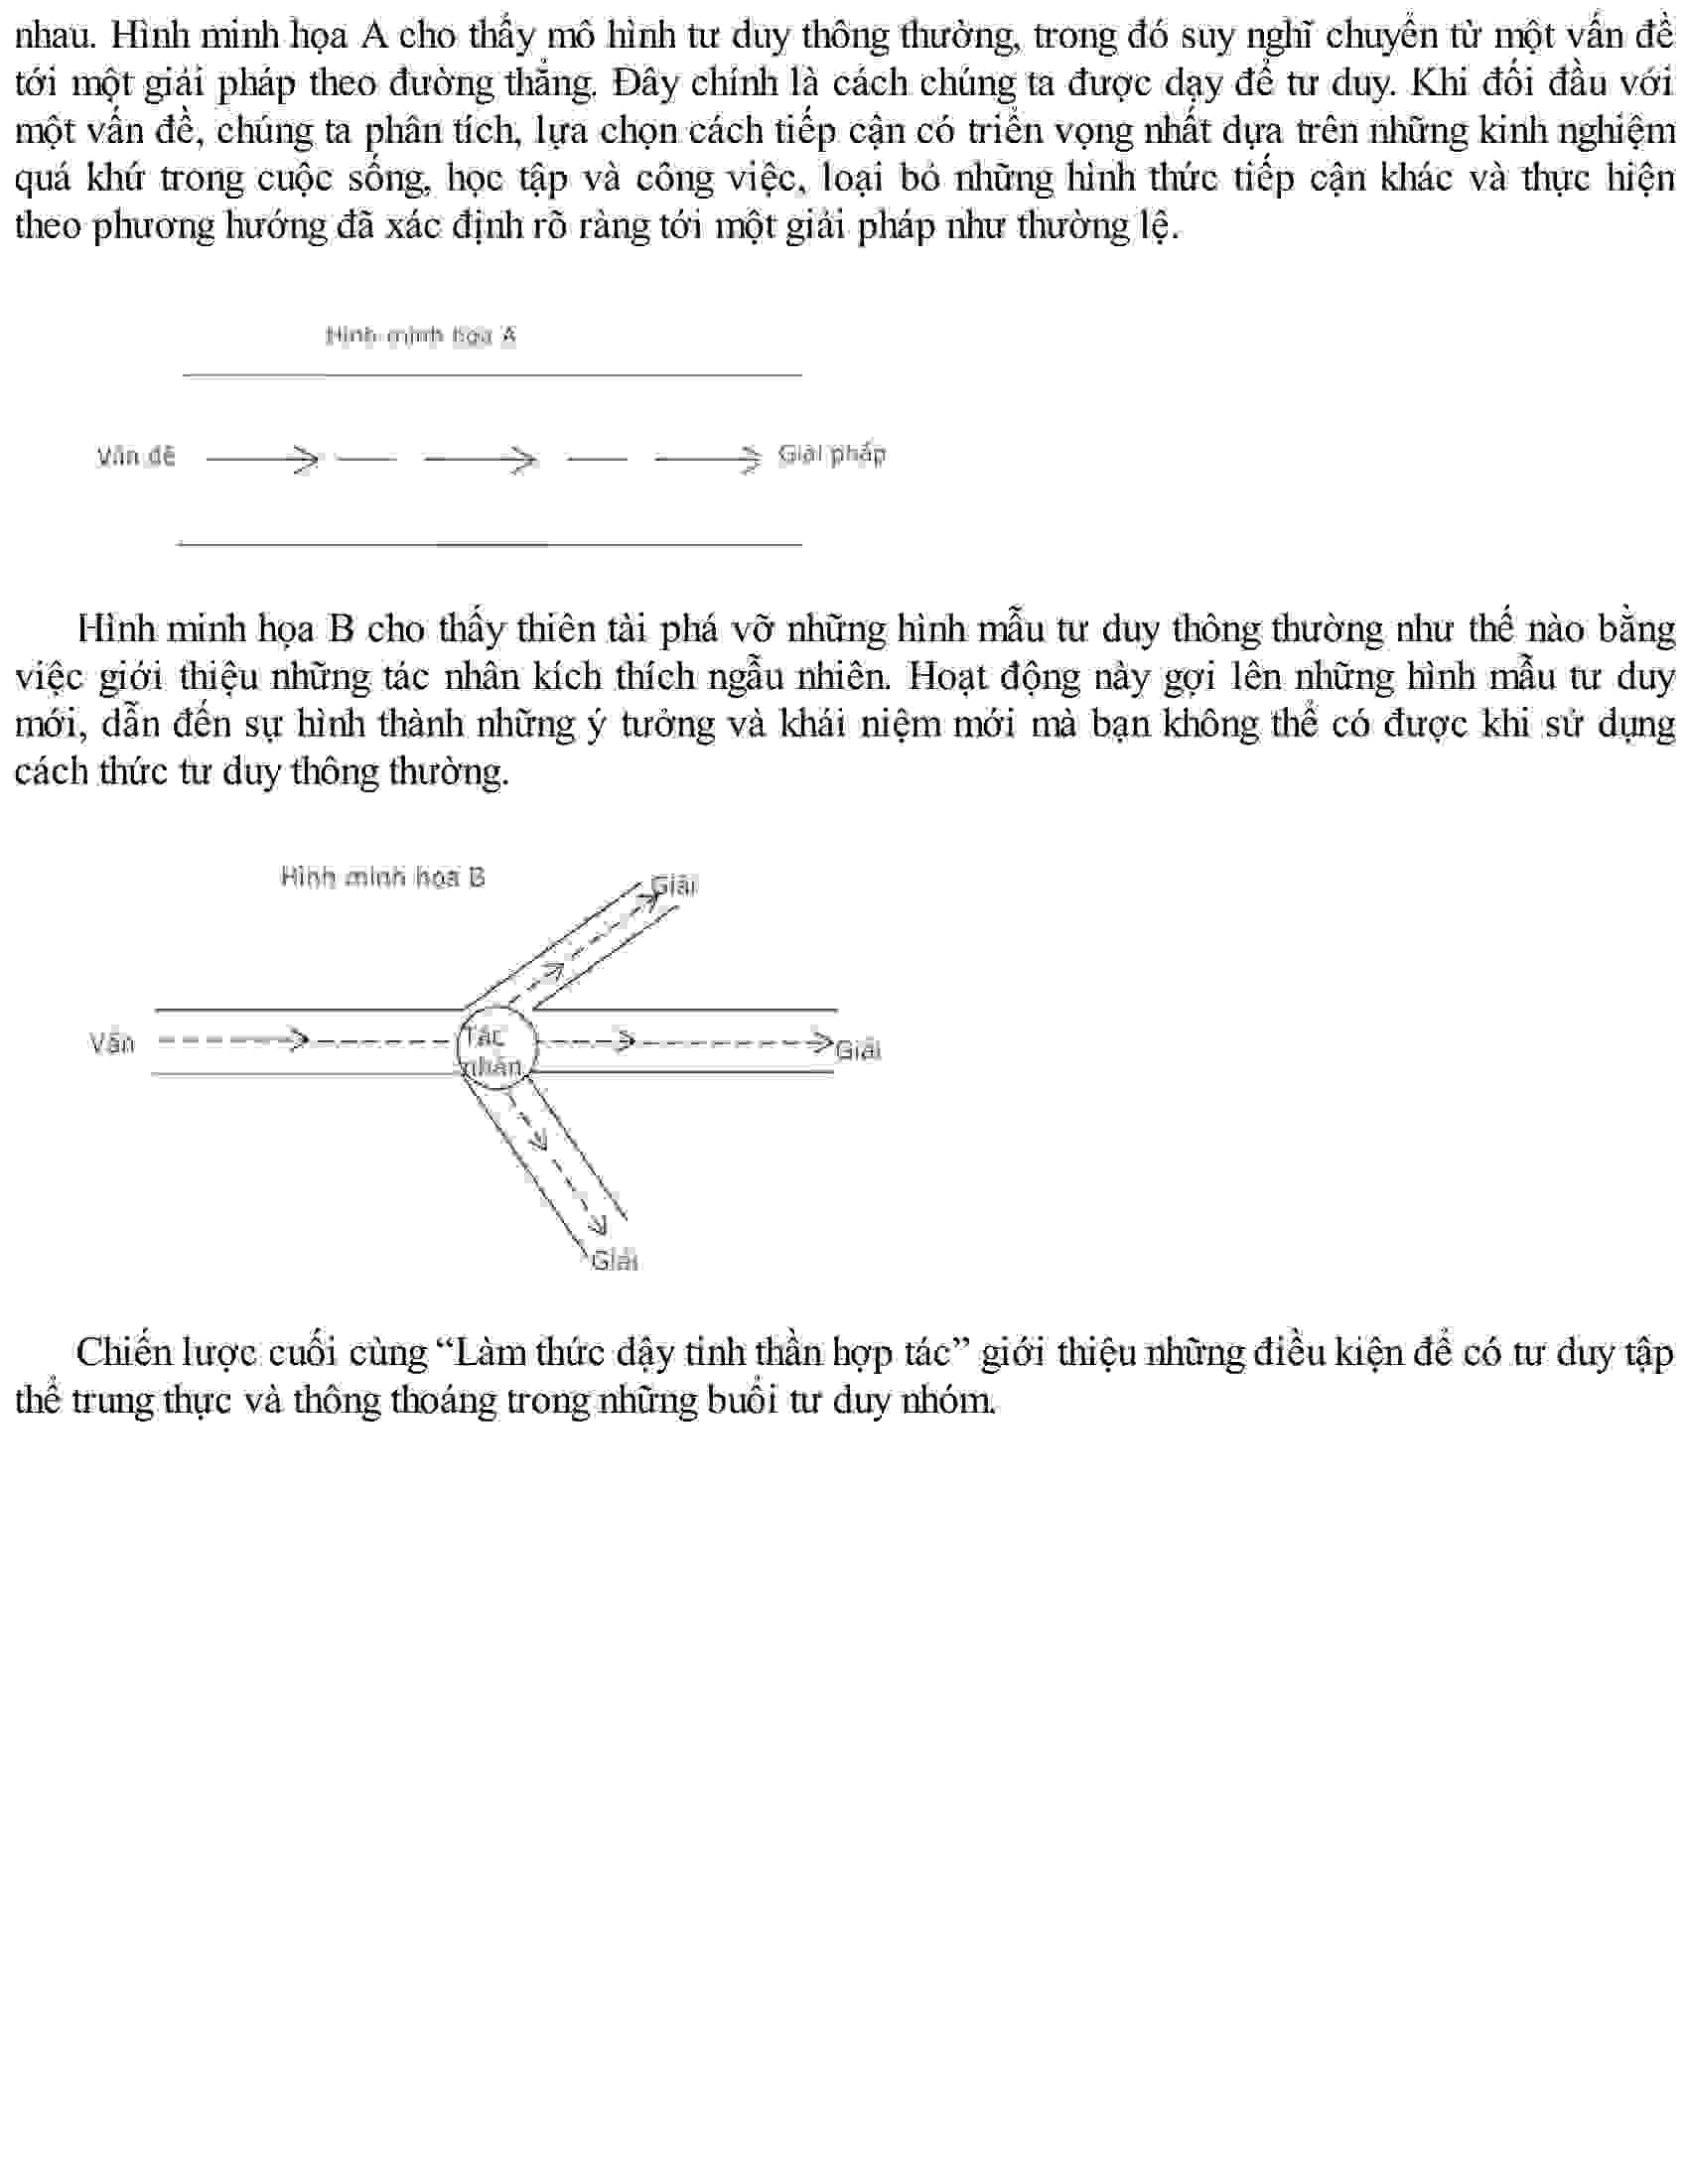 nhau. Hình minh họa A cho thấy mô hình tư duy thông thường, trong đó suy nghĩ chuyển từ một vấn đề
tới một giải pháp theo đường thẳng. Đây chính là cách chúng ta được dạy để tư duy. Khi đối đầu với
một vấn đề, chúng ta phân tích, lựa chọn cách tiếp cận có triển vọng nhất dựa trên những kinh nghiệm
quá khứ trong cuộc sống, học tập và công việc, loại bỏ những hình thức tiếp cận khác và thực hiện
theo phương hướng đã xác định rõ ràng tới một giải pháp như thường lệ.
Hình minh họa A
Vấn đề
Giải pháp
Hình minh họa B cho thấy thiên tài phá vỡ những hình mẫu tư duy thông thường như thế nào bằng
việc giới thiệu những tác nhân kích thích ngẫu nhiên. Hoạt động này gợi lên những hình mẫu tư duy
mới, dẫn đến sự hình thành những ý tưởng và khái niệm mới mà bạn không thể có được khi sử dụng
cách thức tư duy thông thường.
Hình minh họa B
Giải
Vấn
Tác
nhân
Giải
Giải
Chiến lược cuối cùng “Làm thức dậy tinh thần hợp tác” giới thiệu những điều kiện để có tư duy tập
thể trung thực và thông thoáng trong những buổi tư duy nhóm.